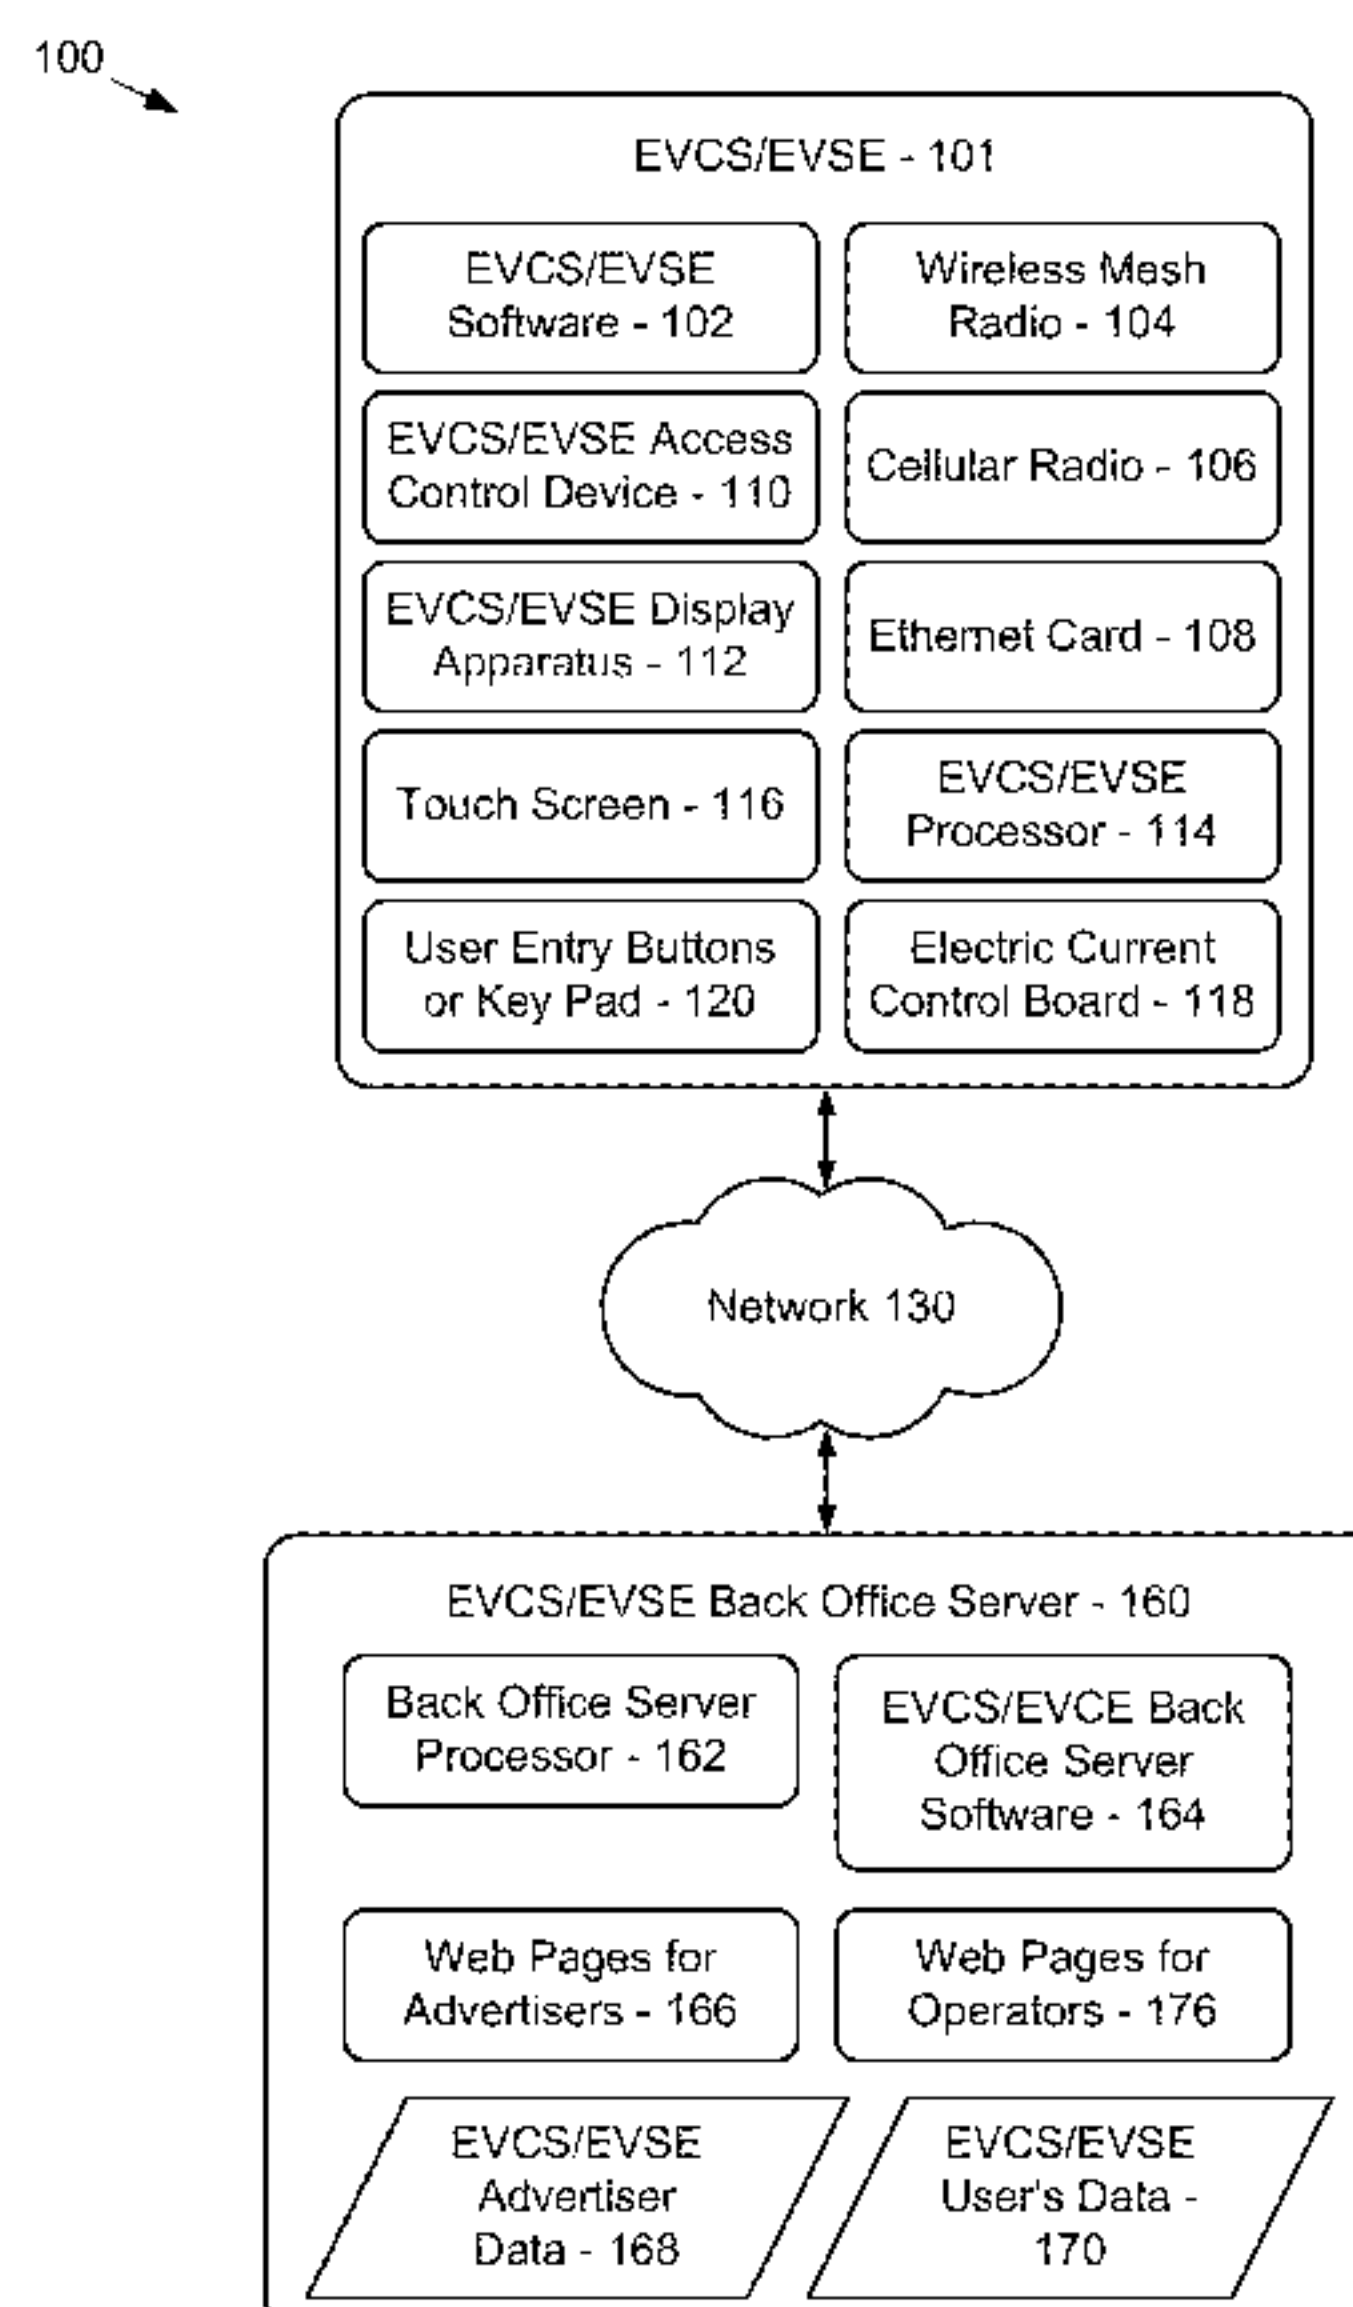 100
EVCS/EVSE - 101
EVCS/EVSE
Software - 102
Wireless Mesh
Radio - 104
EVCS/EVSE Access
Control Device - 110
Cellular Radio - 106
EVCS/EVSE Display
Apparatus - 112
Ethernet Card - 108
Touch Screen - 116
EVCS/EVSE
Processor - 114
User Entry Buttons
or Key Pad - 120
Electric Current
Control Board - 118
Network 130
EVCS/EVSE Back Office Server - 160
Back Office Server
Processor - 162
EVCS/EVCE Back
Office Server
Software - 164
Web Pages for
Advertisers - 166
Web Pages for
Operators - 176
EVCS/EVSE
Advertiser
Data - 168
EVCS/EVSE
User's Data -
170